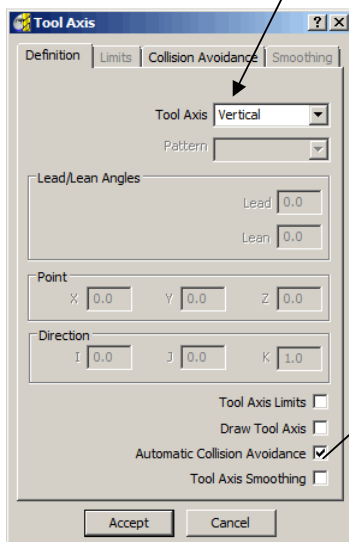 Tool Axis
Definition Limits Collision Avoidance Smoothing
Tool Axis Vertical
Pattern
Lead/Lean Angles
Lead 0.0
Lean 0.0
Point
X 0.0 Y 0.0 Z 0.0
Direction
I 0.0 J 0.0 K 1.0
Tool Axis Limits
Draw Tool Axis
Automatic Collision Avoidance
Tool Axis Smoothing
Accept Cancel